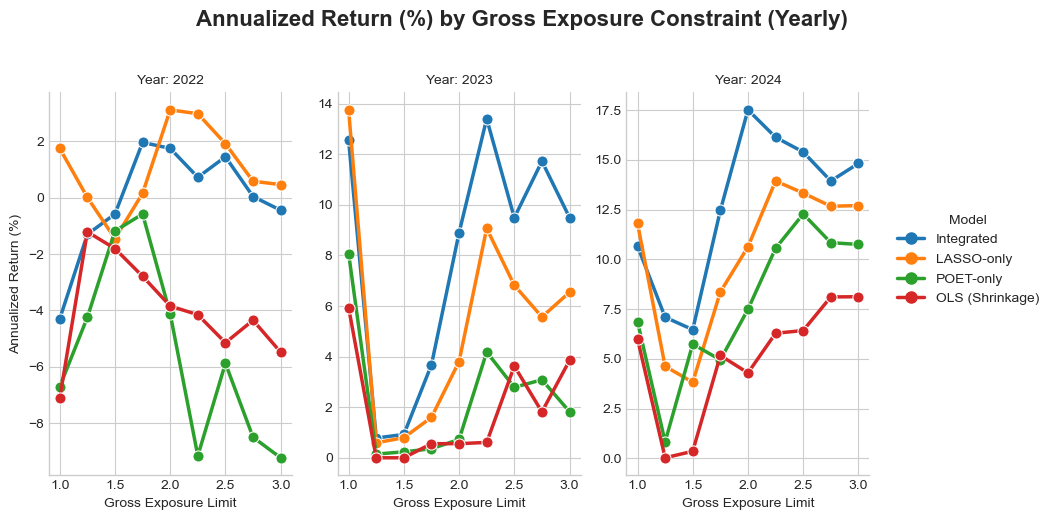 Annualized Return (%) by Gross Exposure Constraint (Yearly)
Year: 2022
Year: 2023
Year: 2024
Annualized Return (%)
2
0
−2
−4
−6
−8
1.0 1.5 2.0 2.5 3.0
Gross Exposure Limit
14
12
10
8
6
4
2
0
1.0 1.5 2.0 2.5 3.0
Gross Exposure Limit
17.5
15.0
12.5
10.0
7.5
5.0
2.5
0.0
1.0 1.5 2.0 2.5 3.0
Gross Exposure Limit
Model
Integrated
LASSO-only
POET-only
OLS (Shrinkage)